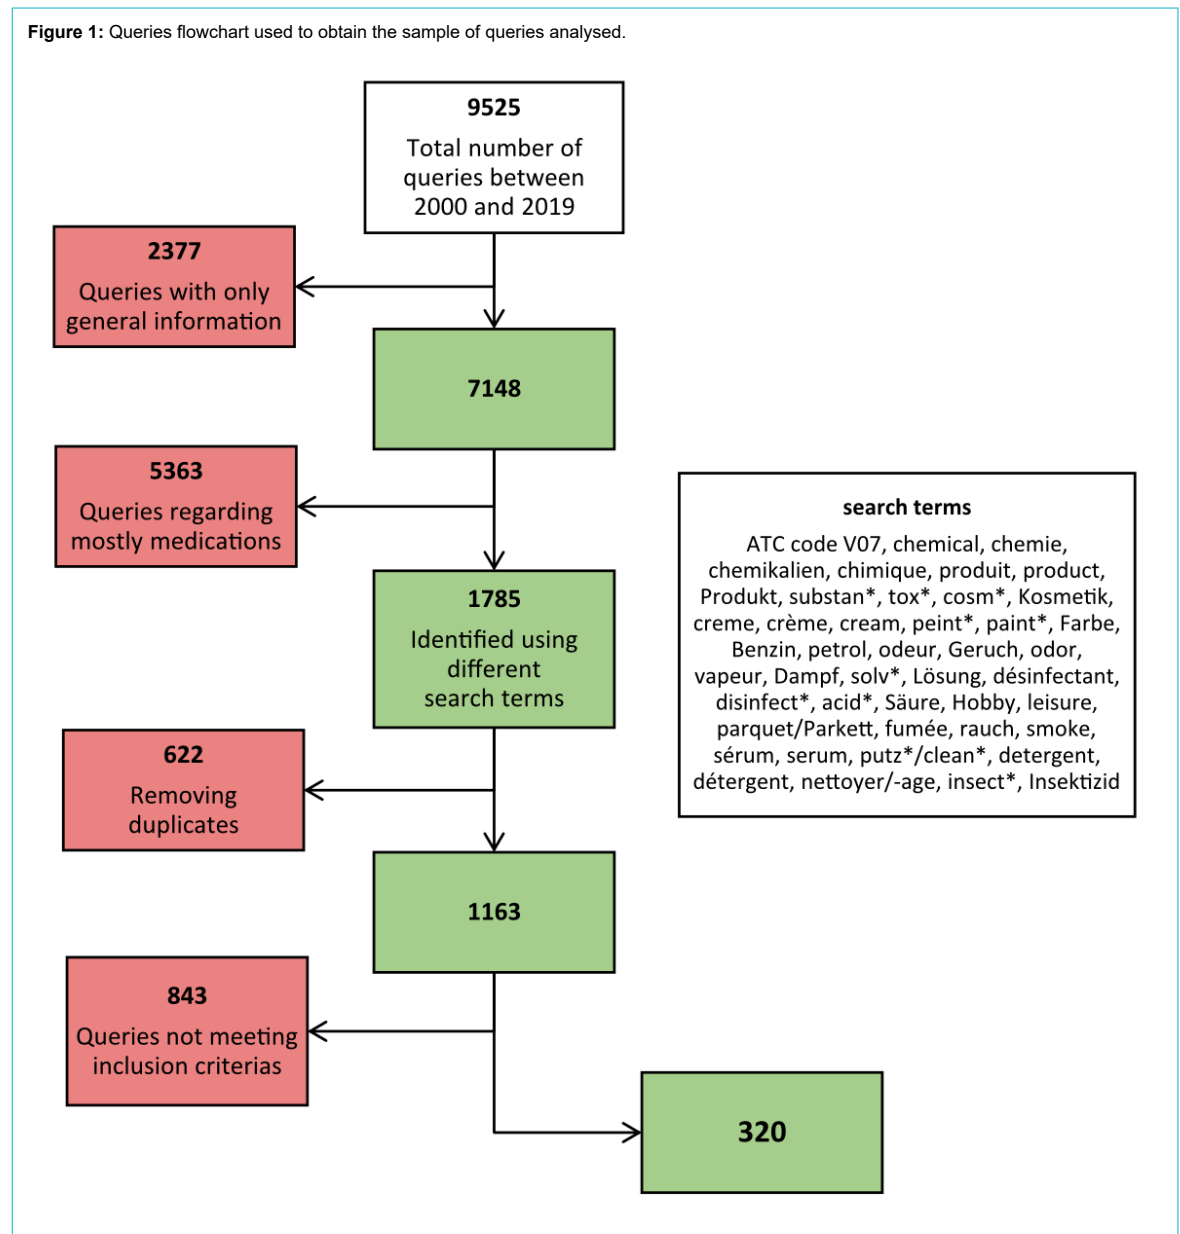 Figure 1: Queries flowchart used to obtain the sample of queries analysed.
9525
Total number of
queries between
2000 and 2019
2377
Queries with only
general information
7148
5363
Queries regarding
mostly medications
1785
Identified using
different
search terms
search terms
ATC code V07, chemical, chemie,
chemikalien, chimique, produit, product,
Produkt, substan*, tox*, cosm*, Kosmetik,
creme, crème, cream, peint*, paint*, Farbe,
Benzin, petrol, odeur, Geruch, odor,
vapeur, Dampf, solv*, Lösung, désinfectant,
disinfect*, acid*, Säure, Hobby, leisure,
parquet/Parkett, fumée, rauch, smoke,
sérum, serum, putz*/clean*, detergent,
détergent, nettoyer/-age, insect*, Insektizid
622
Removing
duplicates
1163
843
Queries not meeting
inclusion criterias
320